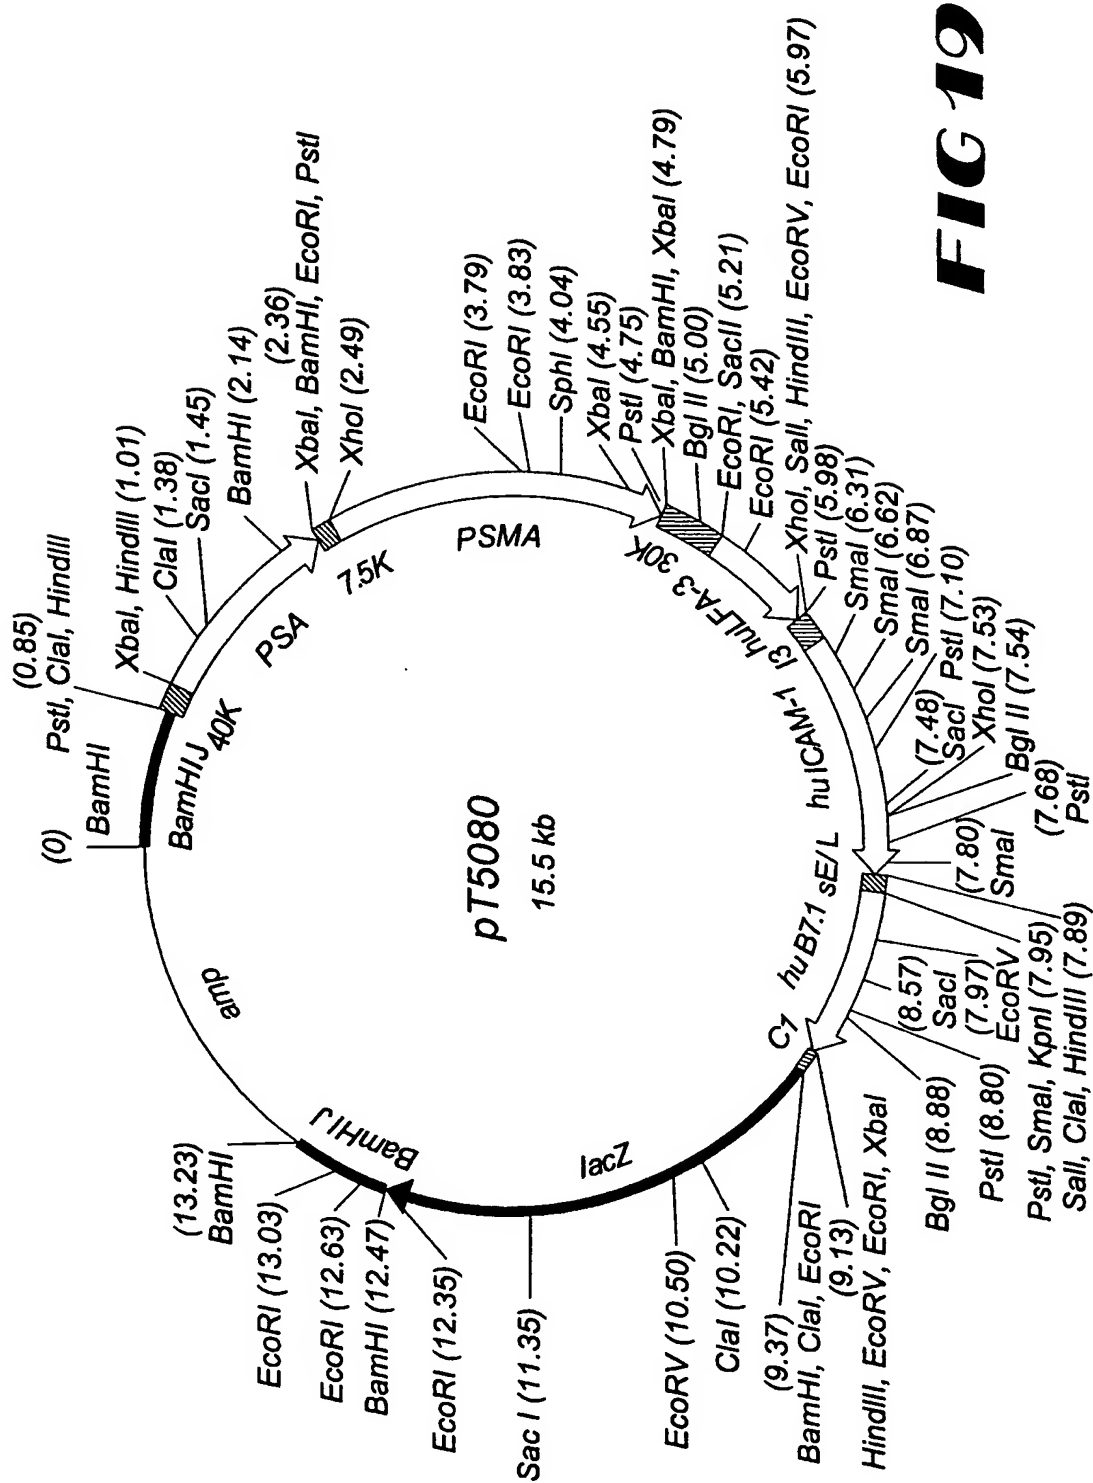 (0)
BamHI
(0.85)
PstI, ClaI, HindIII
XbaI, HindIII (1.01)
ClaI (1.38)
SacI (1.45)
BamHI (2.14)
(2.36)
XbaI, BamHI, EcoRI, PstI
XhoI (2.49)
EcoRI (3.79)
EcoRI (3.83)
SphI (4.04)
XbaI (4.55)
PstI (4.75)
XbaI, BamHI, XbaI (4.79)
Bgl II (5.00)
EcoRI, SacII (5.21)
EcoRI (5.42)
XhoI, SalI, HindIII, EcoRV, EcoRI (5.97)
PstI (5.98)
SmaI (6.31)
SmaI (6.62)
SmaI (6.87)
PstI (7.10)
(7.48)
SacI
XhoI (7.53)
Bgl II (7.54)
(7.68)
PstI
(7.80)
SmaI
SalI, ClaI, HindIII (7.89)
PstI, SmaI, KpnI (7.95)
(7.97)
EcoRV
(8.57)
SacI
PstI (8.80)
Bgl II (8.88)
(9.13)
HindIII, EcoRV, EcoRI, XbaI
(9.37)
BamHI, ClaI, EcoRI
ClaI (10.22)
EcoRV (10.50)
Sac I (11.35)
EcoRI (12.35)
BamHI (12.47)
EcoRI (12.63)
EcoRI (13.03)
(13.23)
BamHI
BamHI J
40K
PSA
7.5K
PSMA
30K
huLFA-3
I3
huICAM-1
sE/L
huB7.1
C1
lacZ
BamHI J
amp
pT5080
15.5 kb
FIG 19